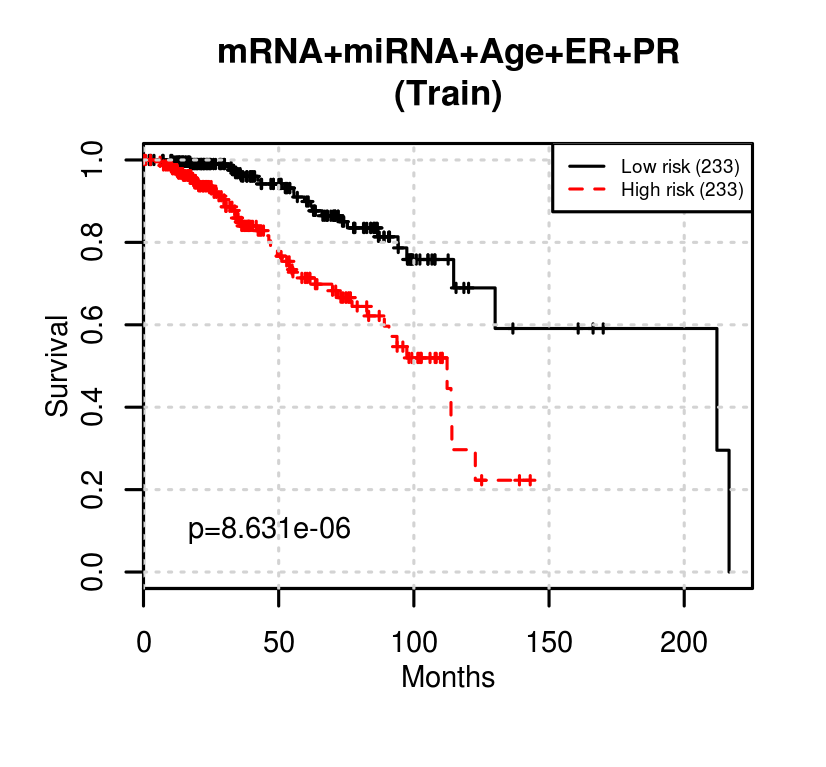 mRNA+miRNA+Age+ER+PR
(Train)
Low risk (233)
High risk (233)
1.0
0.8
0.6
0.4
0.2
0.0
Survival
p=8.631e-06
0 50 100 150 200
Months